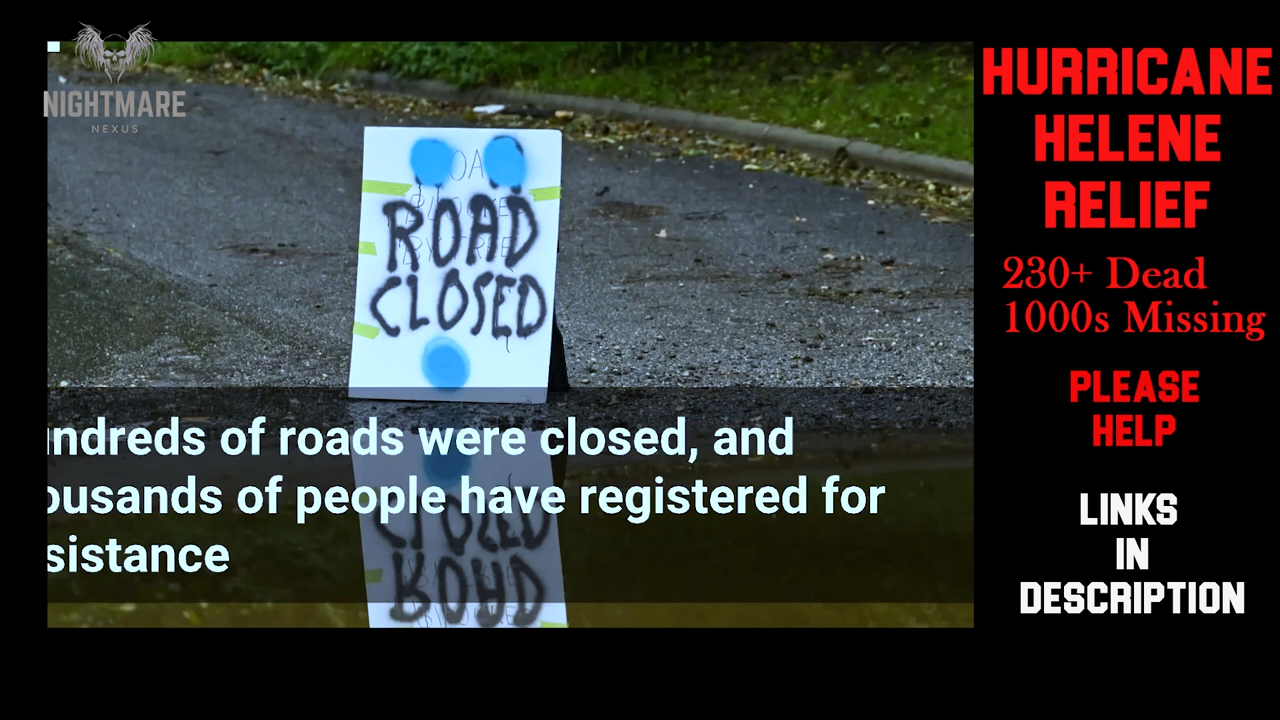 NIGHTMARE
NEXUS
ROAD
CLOSED
ndreds of roads were closed, and
ousands of people have registered for
sistance
HURRICANE
HELENE
RELIEF
230+ Dead
1000s Missing
PLEASE
HELP
LINKS
IN
DESCRIPTION